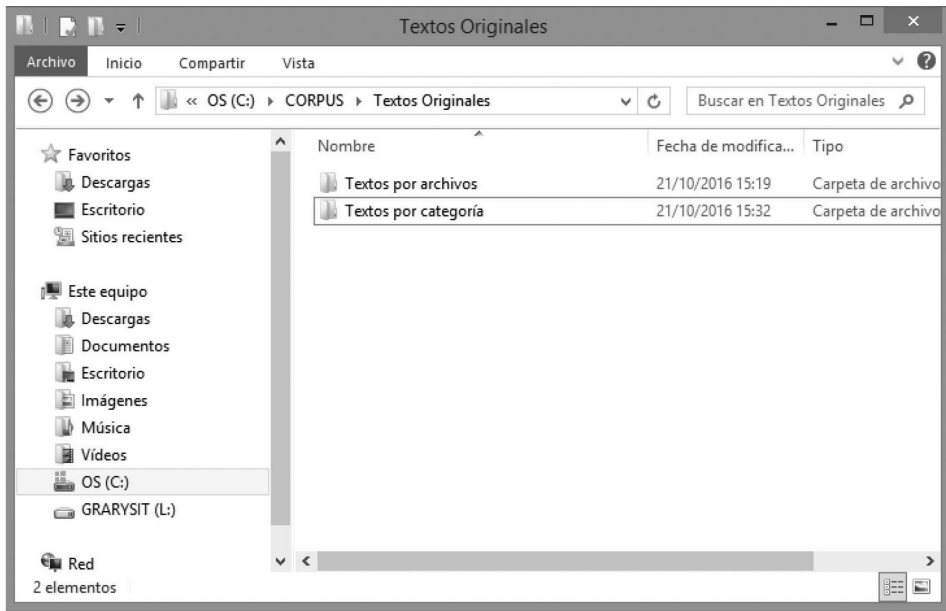 Textos Originales
Archivo Inicio Compartir Vista
« OS (C:) CORPUS Textos Originales Buscar en Textos Originales
Favoritos
Descargas
Escritorio
Sitios recientes
Este equipo
Descargas
Documentos
Escritorio
Imágenes
Música
Vídeos
OS (C:)
GRARYSIT (L:)
Red
Nombre Fecha de modifica... Tipo
Textos por archivos 21/10/2016 15:19 Carpeta de archivo
Textos por categoría 21/10/2016 15:32 Carpeta de archivo
2 elementos